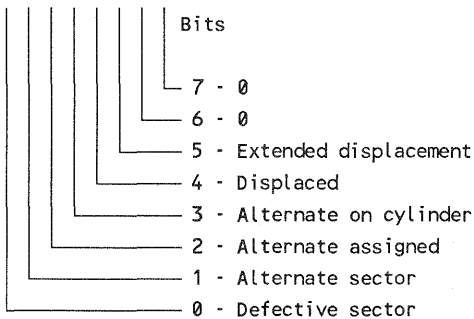 Bits
7 - 0
6 - 0
5 - Extended displacement
4 - Displaced
3 - Alternate on cylinder
2 - Alternate assigned
1 - Alternate sector
0 - Defective sector